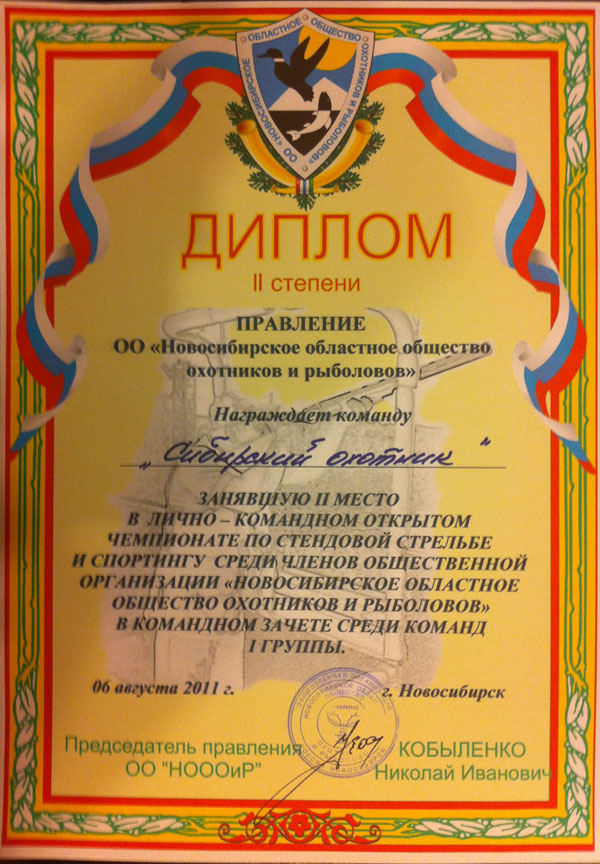 ОО «НОВОСИБИРСКОЕ ОБЛАСТНОЕ ОБЩЕСТВО ОХОТНИКОВ И РЫБОЛОВОВ»
ДИПЛОМ
II степени
ПРАВЛЕНИЕ
ОО «Новосибирское областное общество
охотников и рыболовов»
Награждает команду
„Сибирский охотник"
ЗАНЯВШУЮ II МЕСТО
В ЛИЧНО – КОМАНДНОМ ОТКРЫТОМ
ЧЕМПИОНАТЕ ПО СТЕНДОВОЙ СТРЕЛЬБЕ
И СПОРТИНГУ СРЕДИ ЧЛЕНОВ ОБЩЕСТВЕННОЙ
ОРГАНИЗАЦИИ «НОВОСИБИРСКОЕ ОБЛАСТНОЕ
ОБЩЕСТВО ОХОТНИКОВ И РЫБОЛОВОВ»
В КОМАНДНОМ ЗАЧЕТЕ СРЕДИ КОМАНД
I ГРУППЫ.
06 августа 2011 г. г. Новосибирск
Председатель правления КОБЫЛЕНКО
ОО “НОООиР” Николай Иванович